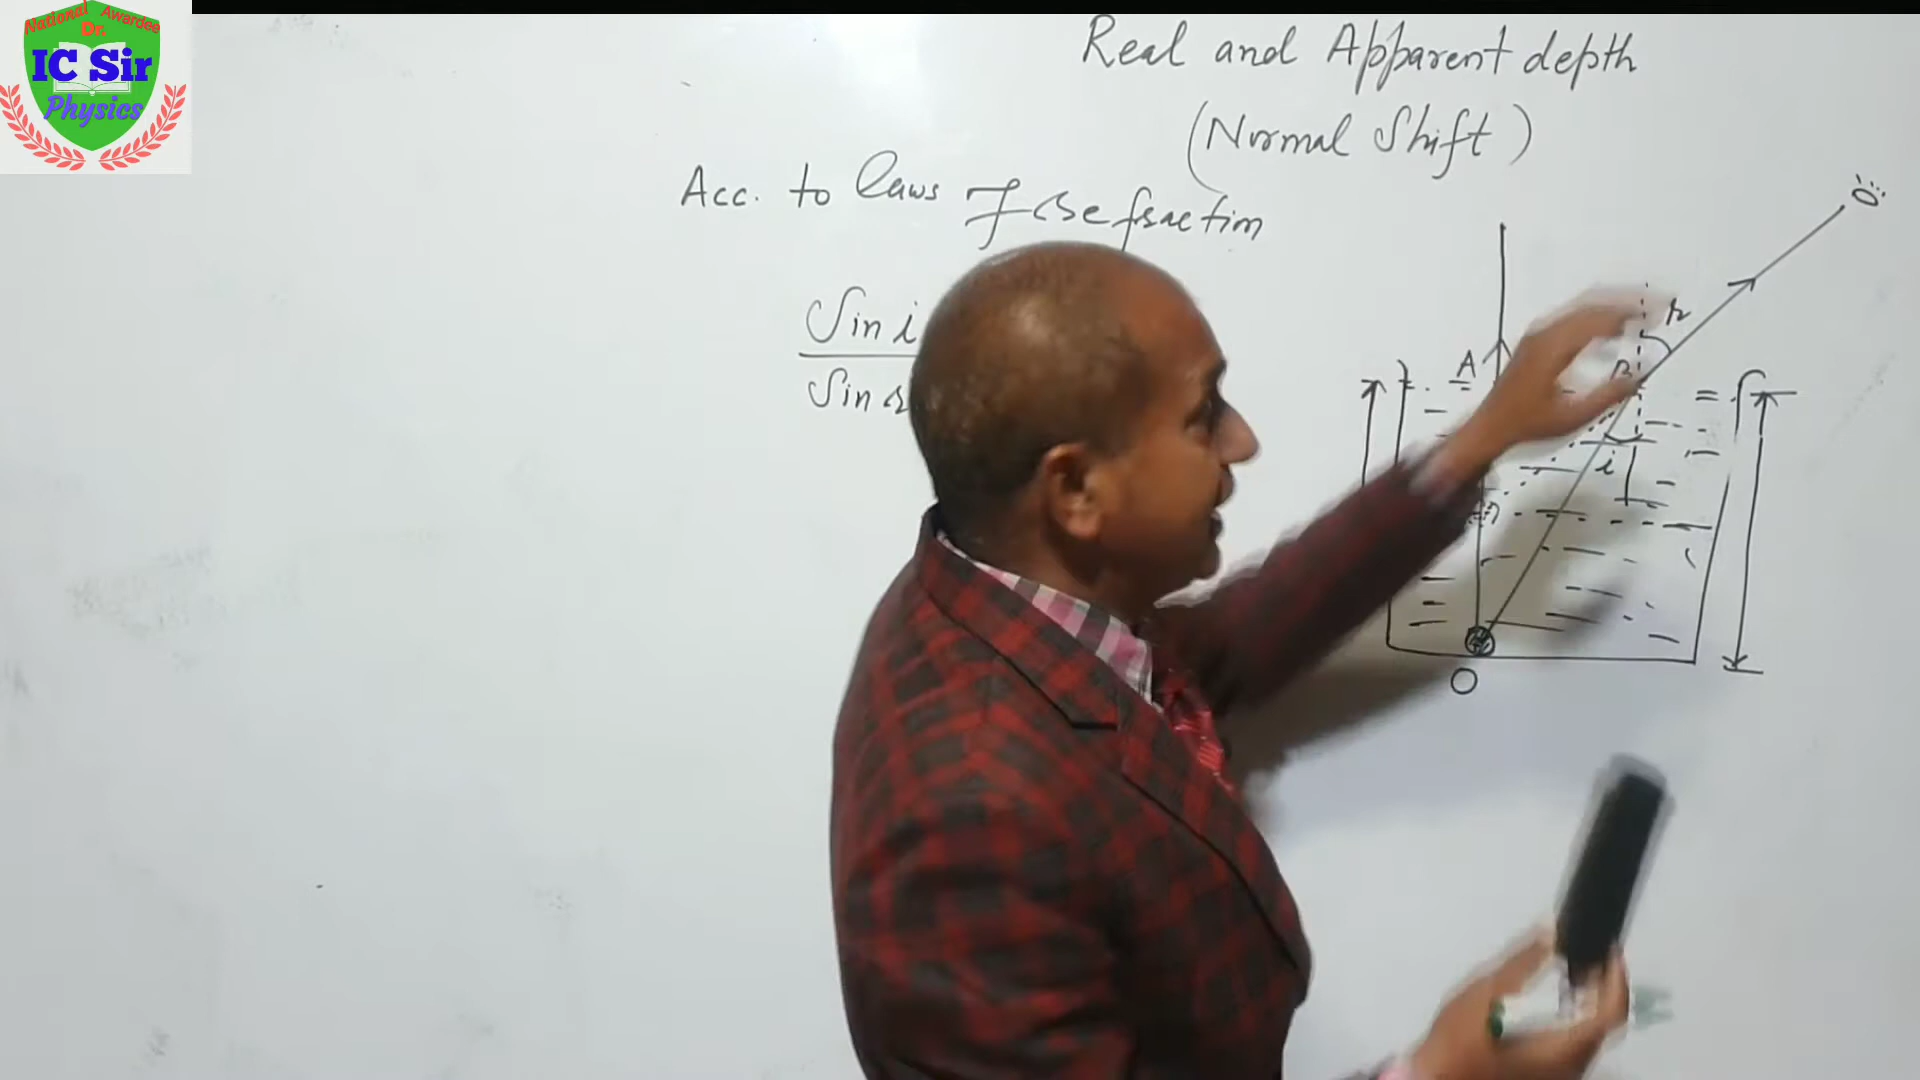 National Awardee
Dr.
IC Sir
Physics
Real and Apparent depth
(Normal Shift)
Acc. to laws of Refraction
Sin i
Sin r
r
A
B
i
O